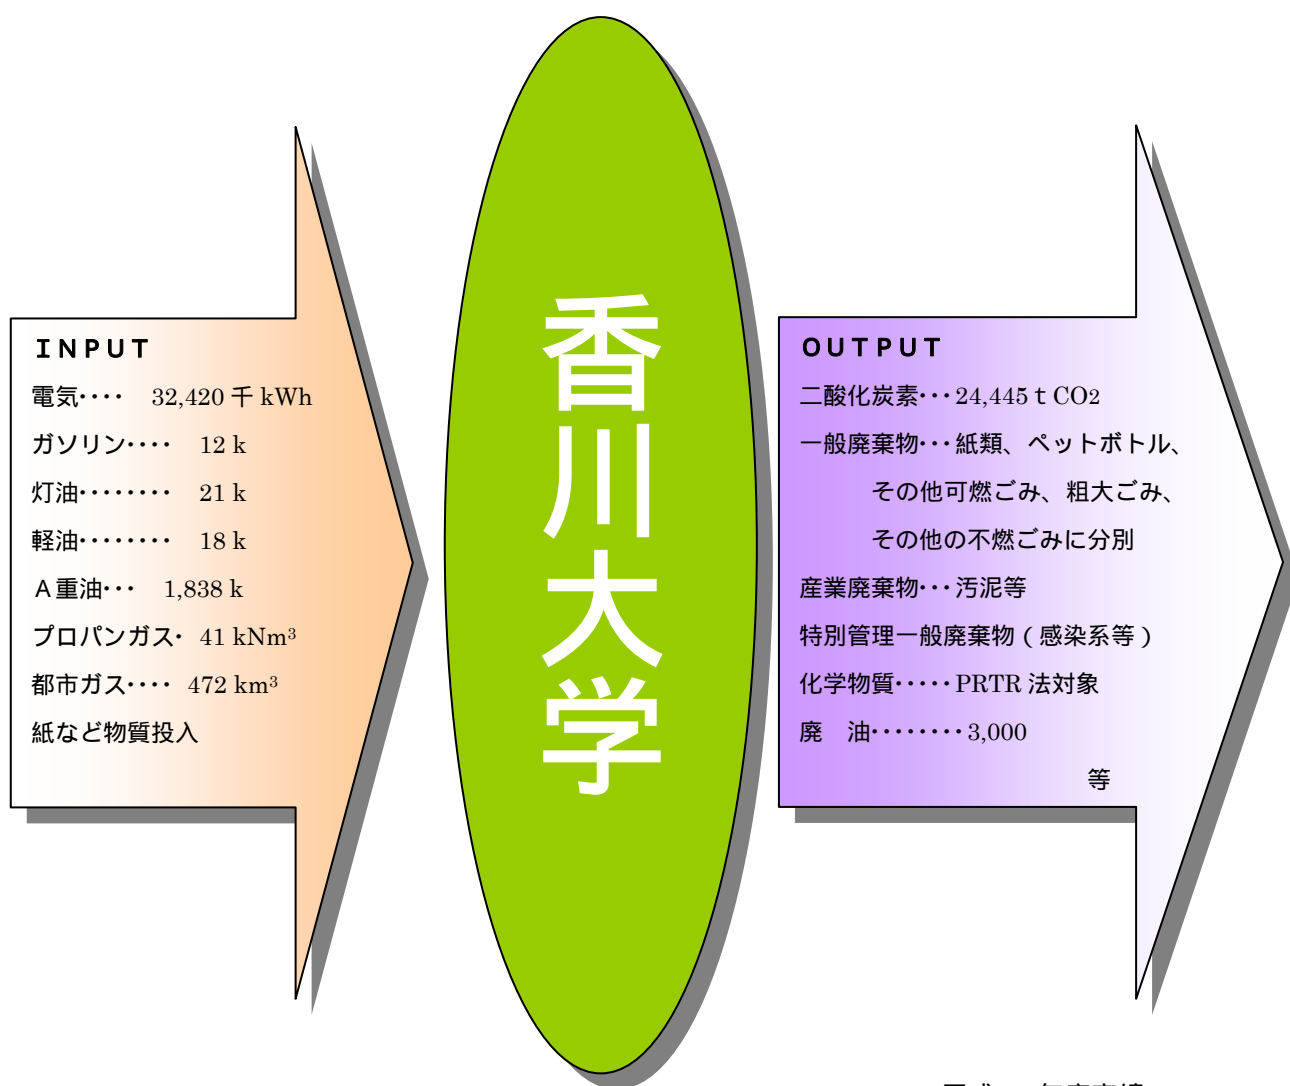 INPUT
電気････ 32,420 千 kWh
ガソリン････ 12 k
灯油････････ 21 k
軽油････････ 18 k
A重油･･･ 1,838 k
プロパンガス･ 41 kNm³
都市ガス････ 472 km³
紙など物質投入
香川大学
OUTPUT
二酸化炭素･･･24,445 t CO2
一般廃棄物･･･紙類、ペットボトル、
その他可燃ごみ、粗大ごみ、
その他の不燃ごみに分別
産業廃棄物･･･汚泥等
特別管理一般廃棄物（感染系等）
化学物質･････PRTR 法対象
廃　油････････3,000
等